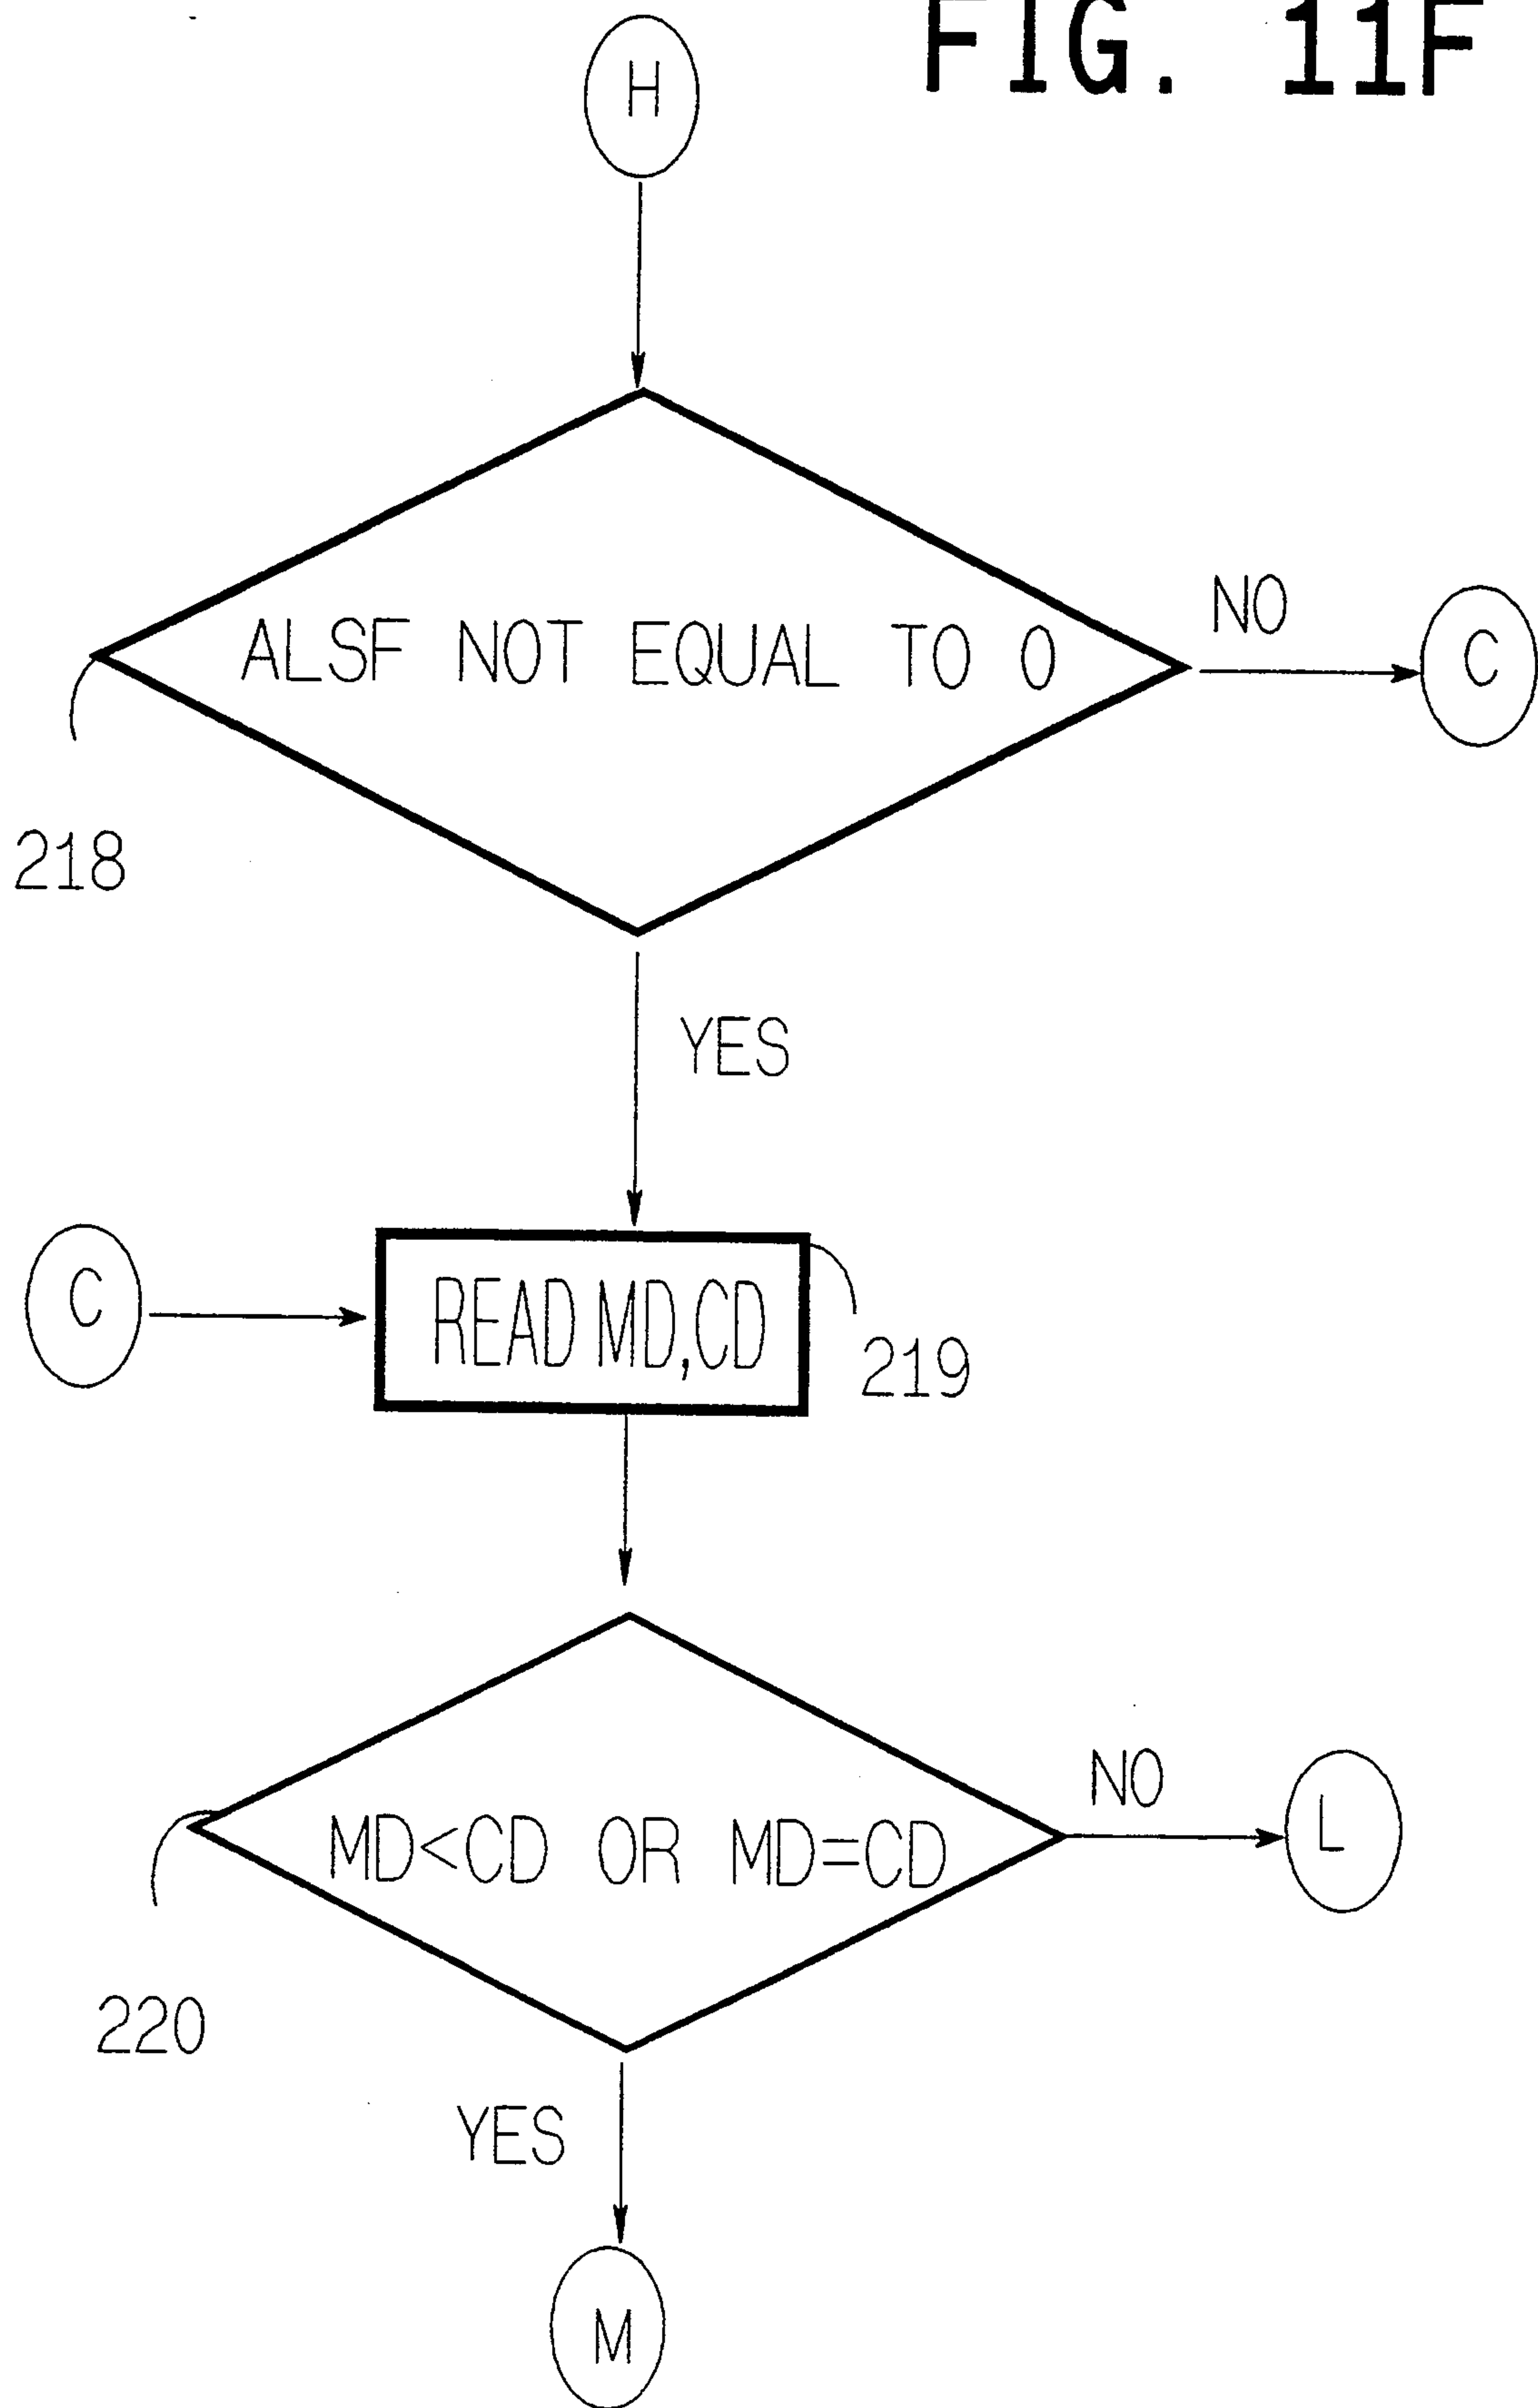 FIG. 11F
H
ALSF NOT EQUAL TO 0
NO
C
218
YES
C
READ MD,CD
219
MD<CD OR MD=CD
NO
L
220
YES
M